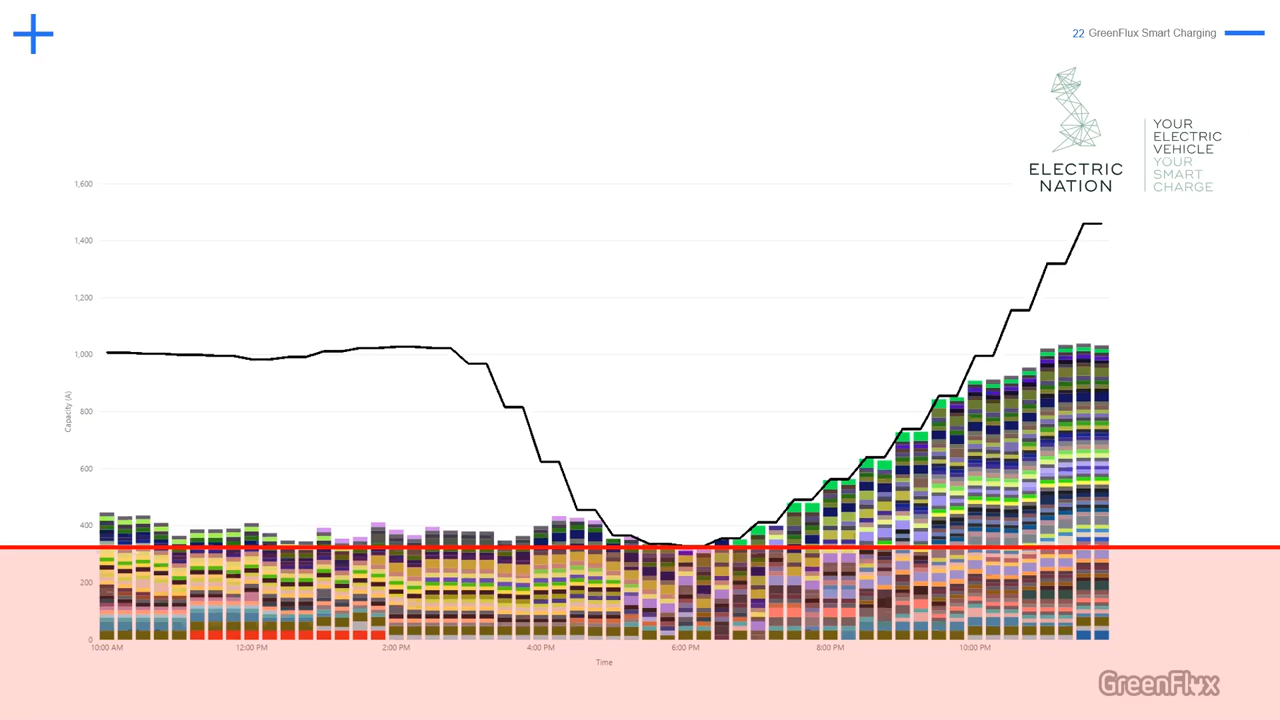 22 GreenFlux Smart Charging
ELECTRIC
NATION
YOUR
ELECTRIC
VEHICLE
YOUR
SMART
CHARGE
1,600
1,400
1,200
1,000
800
600
400
200
0
Capacity (A)
10:00 AM 12:00 PM 2:00 PM 4:00 PM 6:00 PM 8:00 PM 10:00 PM
Time
GreenFlux